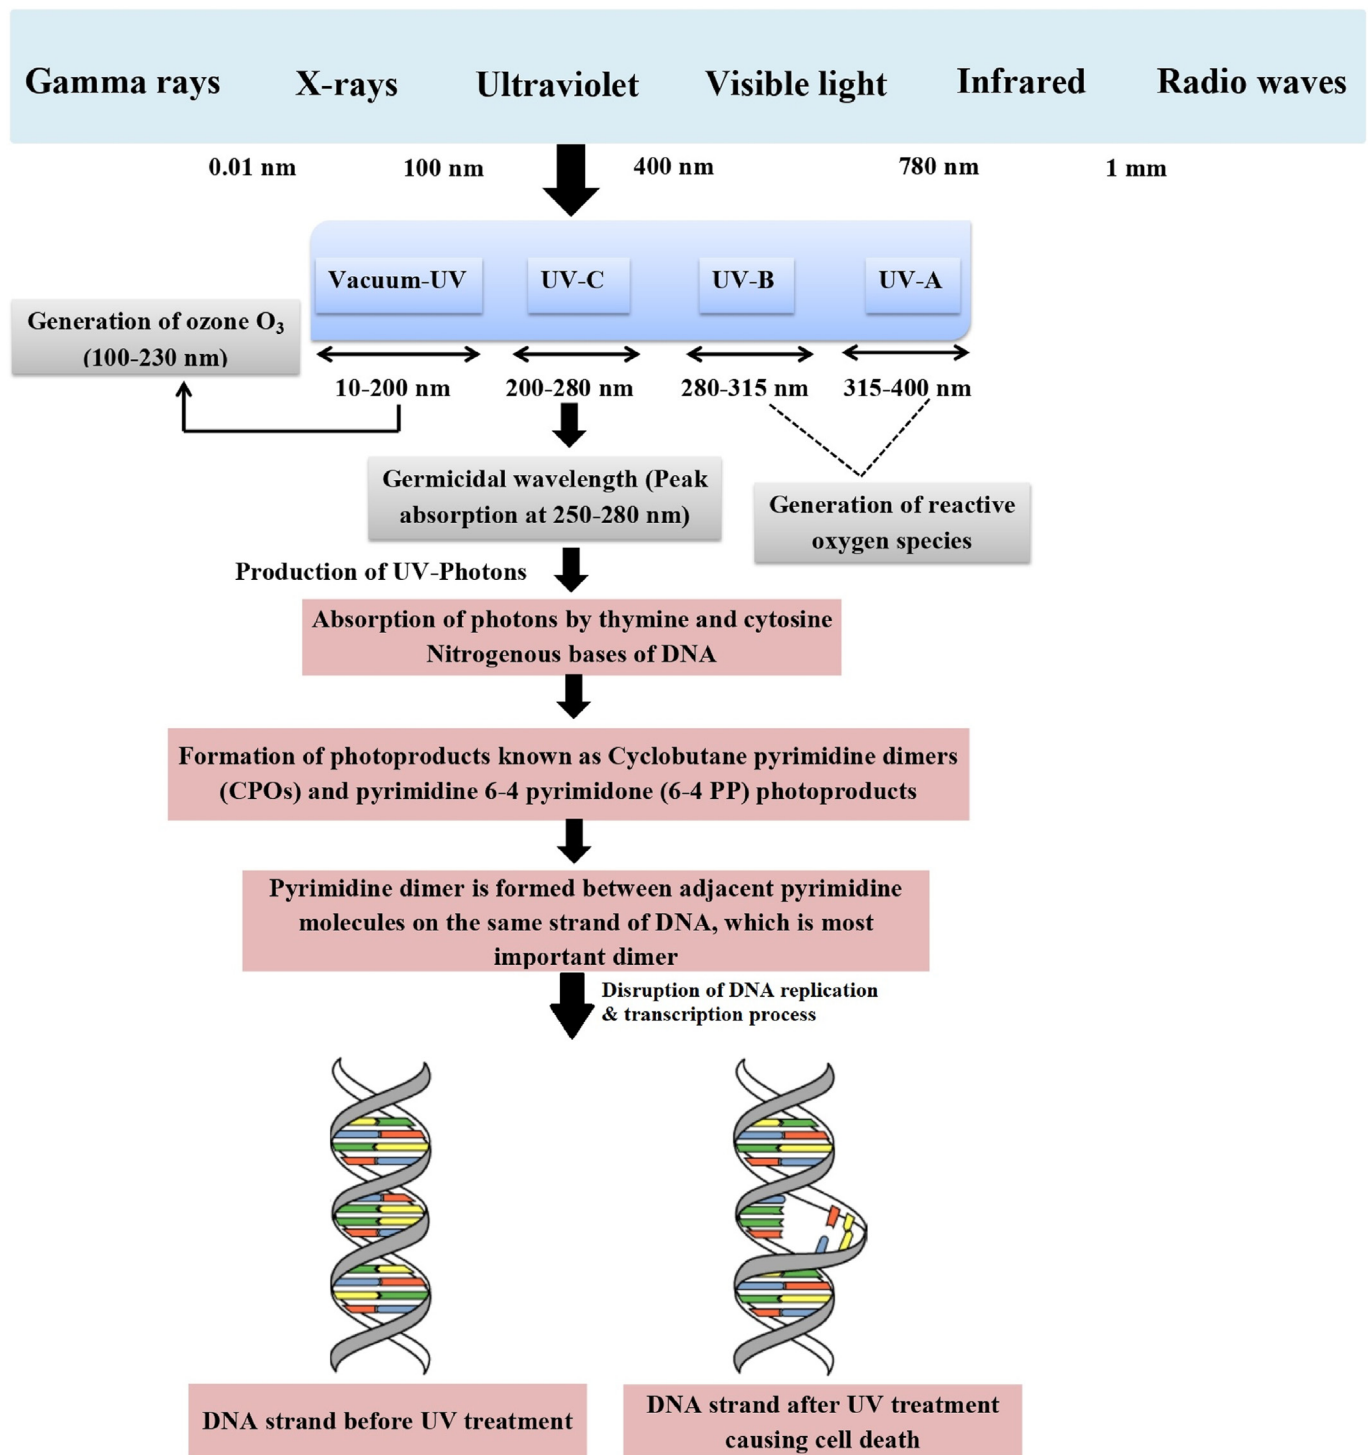 Gamma rays X-rays Ultraviolet Visible light Infrared Radio waves
0.01 nm 100 nm 400 nm 780 nm 1 mm
Vacuum-UV UV-C UV-B UV-A
Generation of ozone O₃
(100-230 nm)
10-200 nm 200-280 nm 280-315 nm 315-400 nm
Germicidal wavelength (Peak
absorption at 250-280 nm)
Generation of reactive
oxygen species
Production of UV-Photons
Absorption of photons by thymine and cytosine
Nitrogenous bases of DNA
Formation of photoproducts known as Cyclobutane pyrimidine dimers
(CPOs) and pyrimidine 6-4 pyrimidone (6-4 PP) photoproducts
Pyrimidine dimer is formed between adjacent pyrimidine
molecules on the same strand of DNA, which is most
important dimer
Disruption of DNA replication
& transcription process
DNA strand before UV treatment
DNA strand after UV treatment
causing cell death